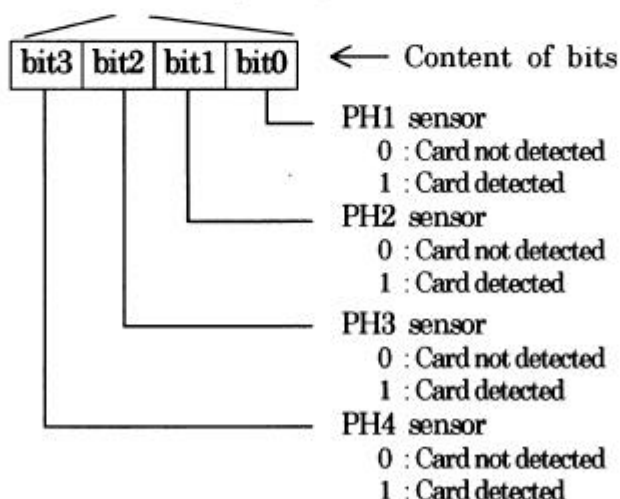 bit3 bit2 bit1 bit0 ← Content of bits
PH1 sensor
0 : Card not detected
1 : Card detected
PH2 sensor
0 : Card not detected
1 : Card detected
PH3 sensor
0 : Card not detected
1 : Card detected
PH4 sensor
0 : Card not detected
1 : Card detected